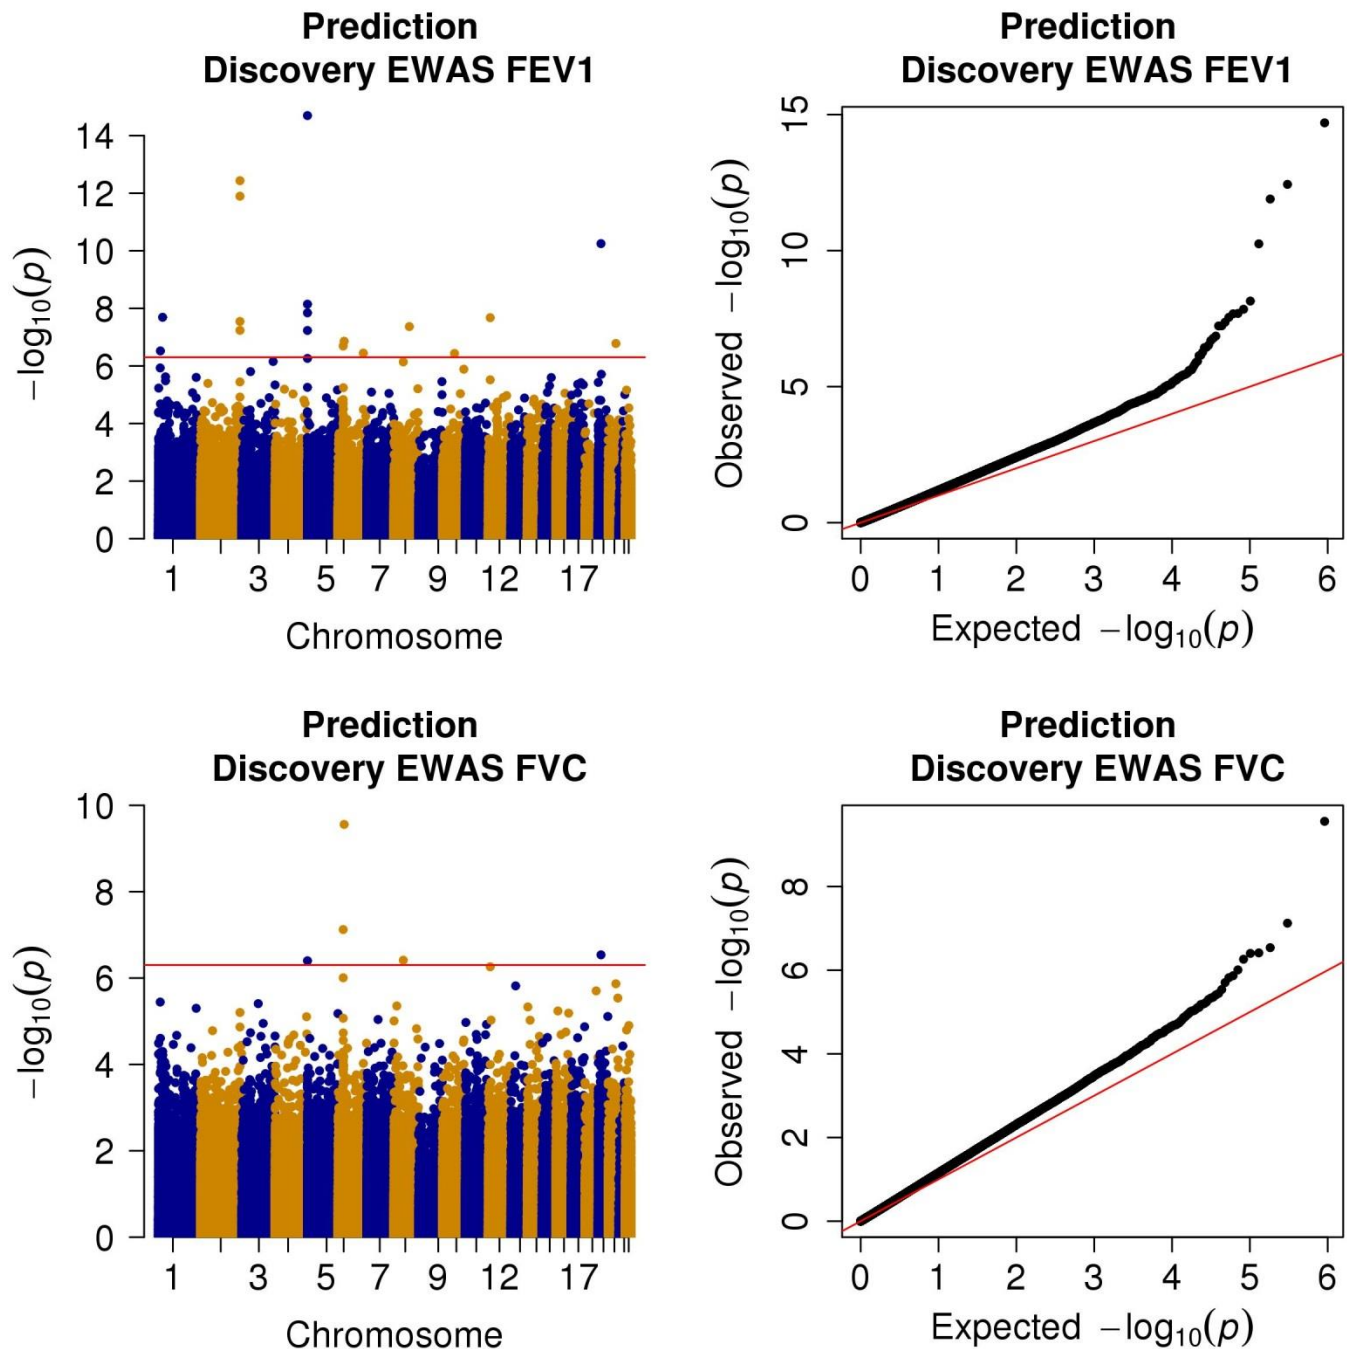 Prediction
Discovery EWAS FEV1
−log10(p)
14
12
10
8
6
4
2
0
1 3 5 7 9 12 17
Chromosome
Prediction
Discovery EWAS FEV1
Observed −log10(p)
15
10
5
0
0 1 2 3 4 5 6
Expected −log10(p)
Prediction
Discovery EWAS FVC
−log10(p)
10
8
6
4
2
0
1 3 5 7 9 12 17
Chromosome
Prediction
Discovery EWAS FVC
Observed −log10(p)
8
6
4
2
0
0 1 2 3 4 5 6
Expected −log10(p)